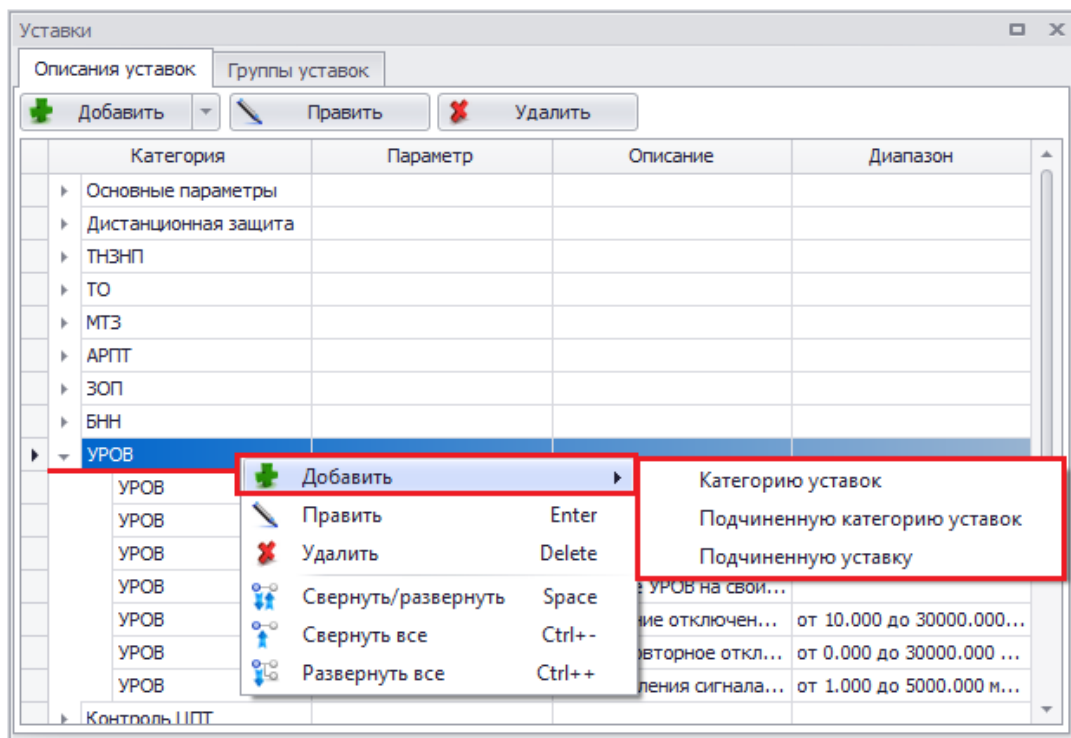 Уставки
Описания уставок Группы уставок
Добавить Править Удалить
Категория Параметр Описание Диапазон
Основные параметры
Дистанционная защита
ТНЗНП
ТО
МТЗ
АРПТ
ЗОП
БНН
УРОВ
Добавить Категорию уставок
УРОВ
УРОВ Править Enter Подчиненную категорию уставок
УРОВ Удалить Delete Подчиненную уставку
УРОВ Свернуть/развернуть Space е УРОВ на свой...
УРОВ Свернуть все Ctrl+- ние отключен... от 10.000 до 30000.000...
УРОВ Развернуть все Ctrl++ овторное откл... от 0.000 до 30000.000 ...
УРОВ ления сигнала... от 1.000 до 5000.000 м...
Контроль ЦПТ